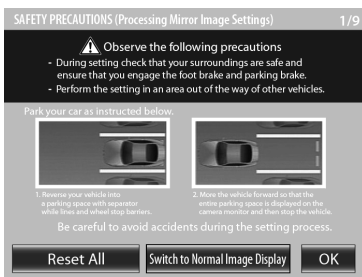 SAFETY PRECAUTIONS (Processing Mirror Image Settings) 1/9
Observe the following precautions
- During setting check that your surroundings are safe and
ensure that you engage the foot brake and parking brake.
- Perform the setting in an area out of the way of other vehicles.
Park your car as instructed below.
1. Reverse your vehicle into
a parking space with separator
while lines and wheel stop barriers.
2. More the vehicle forward so that the
entire parking space is displayed on the
camera monitor and then stop the vehicle.
Be careful to avoid accidents during the setting process.
Reset All
Switch to Normal Image Display
OK